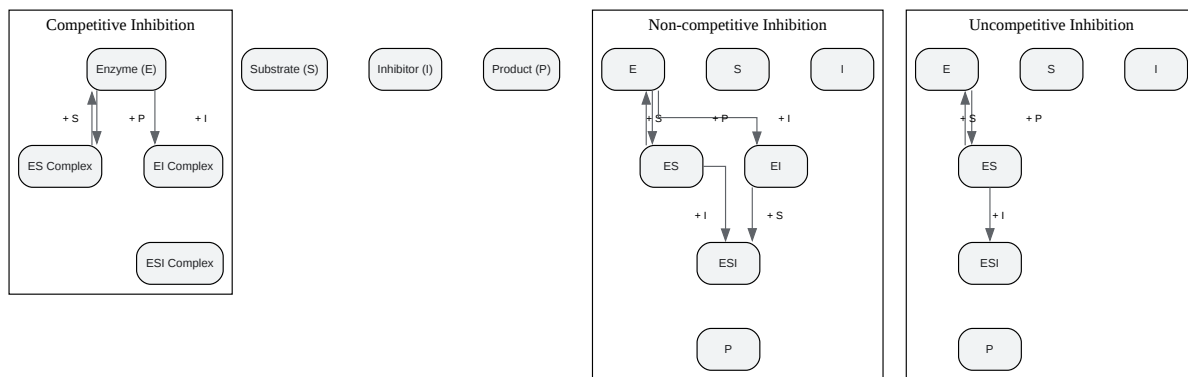 Competitive Inhibition
Enzyme (E)
Substrate (S)
Inhibitor (I)
Product (P)
+ S
+ P
+ I
ES Complex
EI Complex
ESI Complex
Non-competitive Inhibition
E
S
I
+ S
+ P
+ I
ES
EI
+ I
+ S
ESI
P
Uncompetitive Inhibition
E
S
I
+ S
+ P
ES
+ I
ESI
P